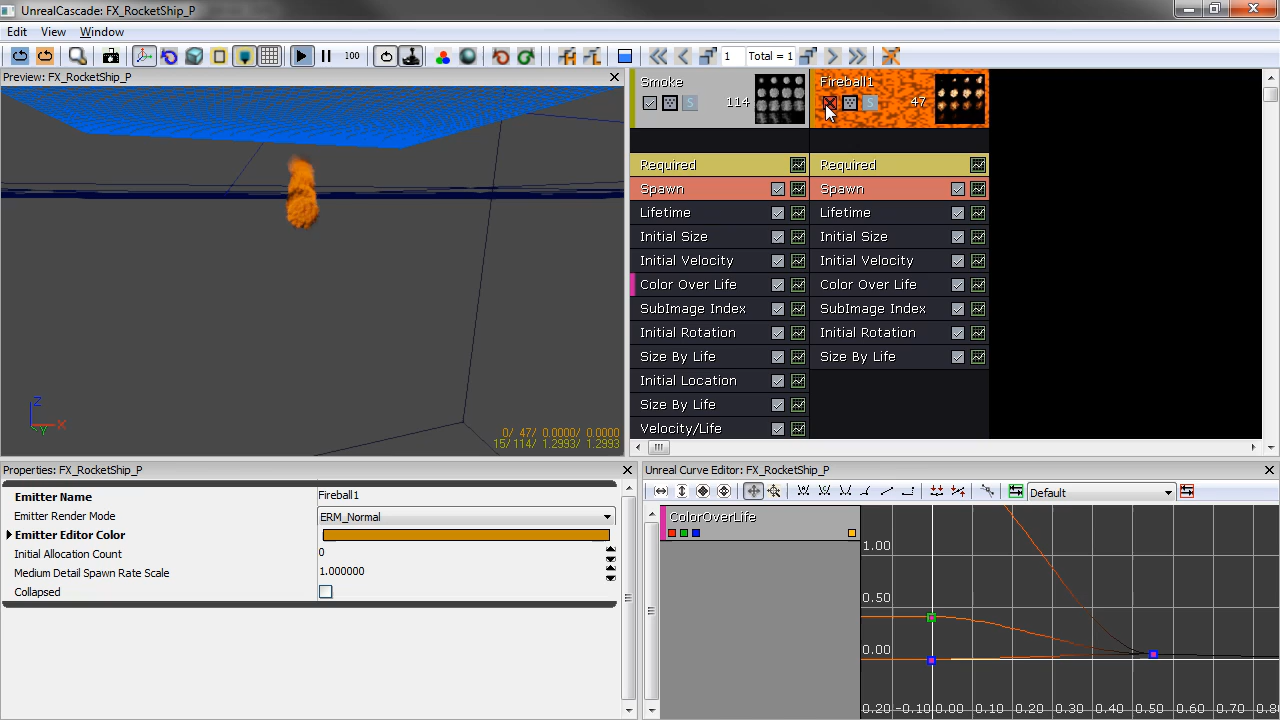 UnrealCascade: FX_RocketShip_P
Edit View Window
100 1 Total = 1
Preview: FX_RocketShip_P
Z
X
Y
0/ 47/ 0.0000/ 0.0000
15/ 114/ 1.2993/ 1.2993
Smoke
S 114
Required
Spawn
Lifetime
Initial Size
Initial Velocity
Color Over Life
SubImage Index
Initial Rotation
Size By Life
Initial Location
Size By Life
Velocity/Life
Fireball1
S 47
Required
Spawn
Lifetime
Initial Size
Initial Velocity
Color Over Life
SubImage Index
Initial Rotation
Size By Life
Properties: FX_RocketShip_P
Emitter Name Fireball1
Emitter Render Mode ERM_Normal
Emitter Editor Color
Initial Allocation Count 0
Medium Detail Spawn Rate Scale 1.000000
Collapsed
Unreal Curve Editor: FX_RocketShip_P
Default
ColorOverLife
1.00
0.50
0.00
0.20 -0.10 0.00 0.10 0.20 0.30 0.40 0.50 0.60 0.70 0.8